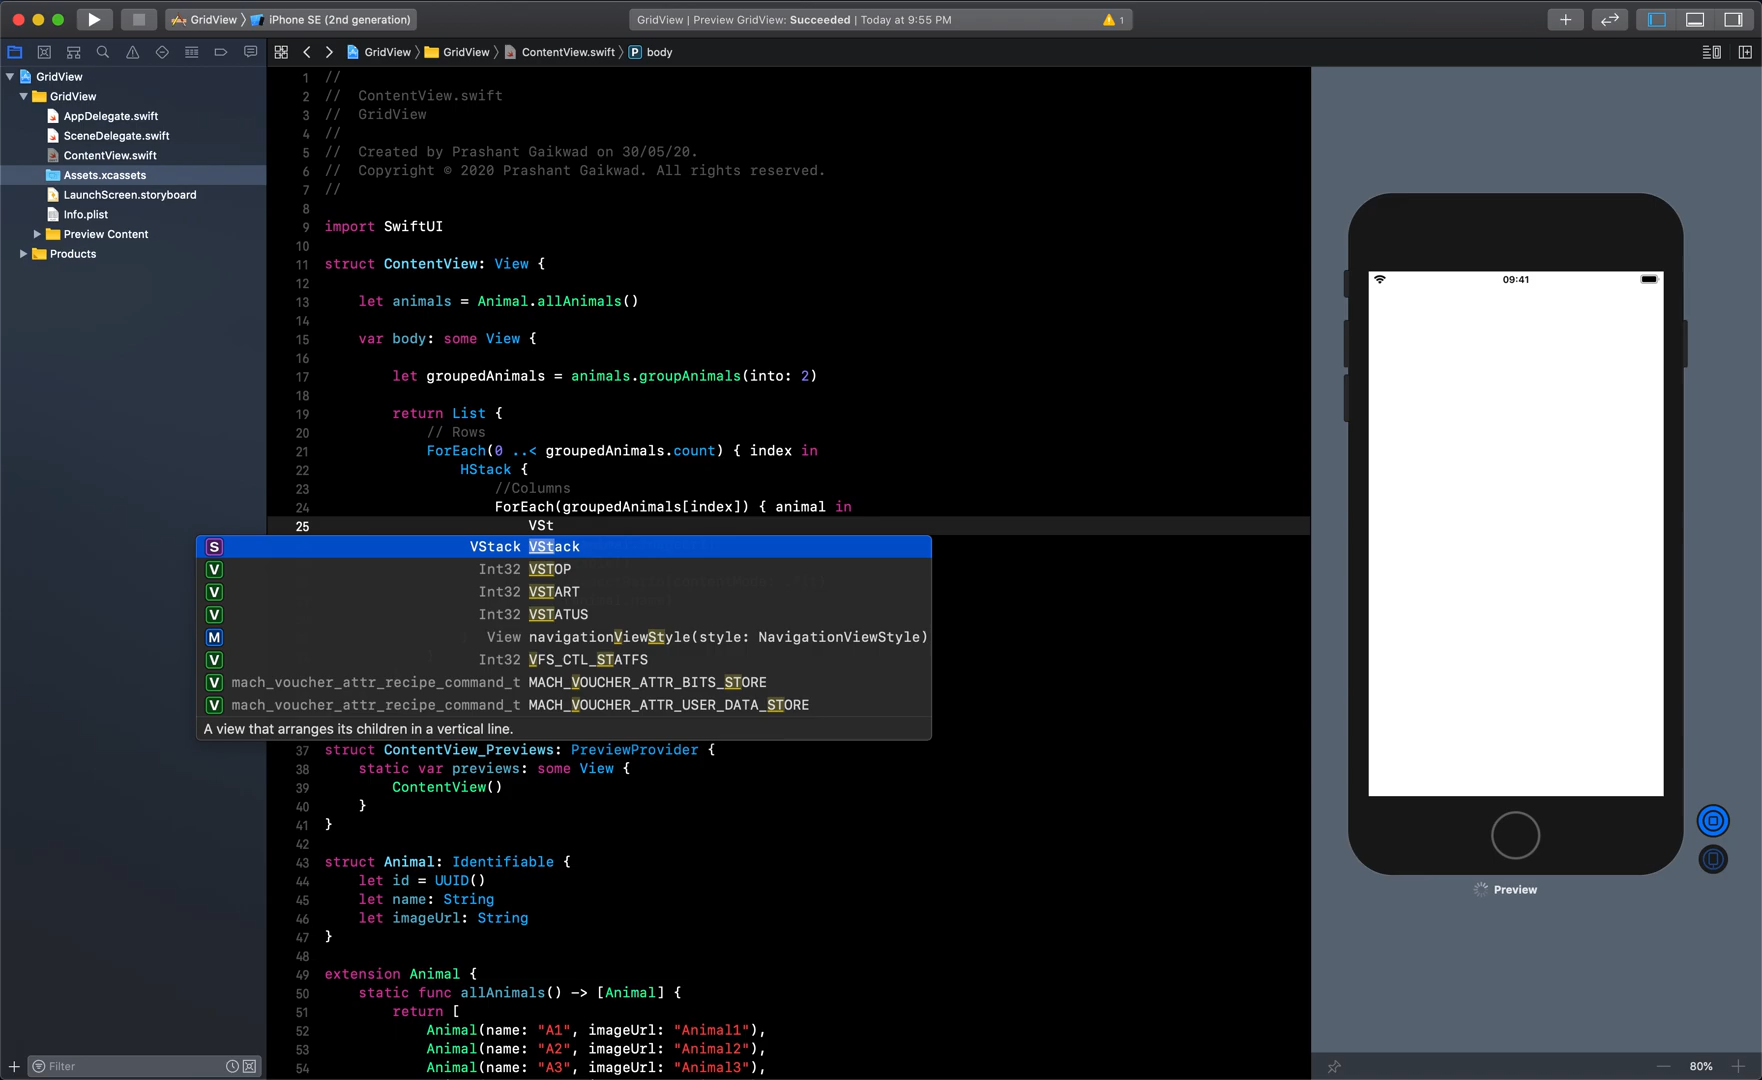 GridView iPhone SE (2nd generation)
GridView | Preview GridView: Succeeded | Today at 9:55 PM
1
GridView GridView ContentView.swift P body
GridView
GridView
AppDelegate.swift
SceneDelegate.swift
ContentView.swift
Assets.xcassets
LaunchScreen.storyboard
Info.plist
Preview Content
Products
Filter
1 //
2 // ContentView.swift
3 // GridView
4 //
5 // Created by Prashant Gaikwad on 30/05/20.
6 // Copyright © 2020 Prashant Gaikwad. All rights reserved.
7 //
8
9 import SwiftUI
10
11 struct ContentView: View {
12
13 let animals = Animal.allAnimals()
14
15 var body: some View {
16
17 let groupedAnimals = animals.groupAnimals(into: 2)
18
19 return List {
20 // Rows
21 ForEach(0 ..< groupedAnimals.count) { index in
22 HStack {
23 //Columns
24 ForEach(groupedAnimals[index]) { animal in
25 VSt
S VStack VStack
V Int32 VSTOP
V Int32 VSTART
V Int32 VSTATUS
M View navigationViewStyle(style: NavigationViewStyle)
V Int32 VFS_CTL_STATFS
V mach_voucher_attr_recipe_command_t MACH_VOUCHER_ATTR_BITS_STORE
V mach_voucher_attr_recipe_command_t MACH_VOUCHER_ATTR_USER_DATA_STORE
A view that arranges its children in a vertical line.
37 struct ContentView_Previews: PreviewProvider {
38 static var previews: some View {
39 ContentView()
40 }
41 }
42
43 struct Animal: Identifiable {
44 let id = UUID()
45 let name: String
46 let imageUrl: String
47 }
48
49 extension Animal {
50 static func allAnimals() -> [Animal] {
51 return [
52 Animal(name: "A1", imageUrl: "Animal1"),
53 Animal(name: "A2", imageUrl: "Animal2"),
54 Animal(name: "A3", imageUrl: "Animal3"),
09:41
Preview
80%